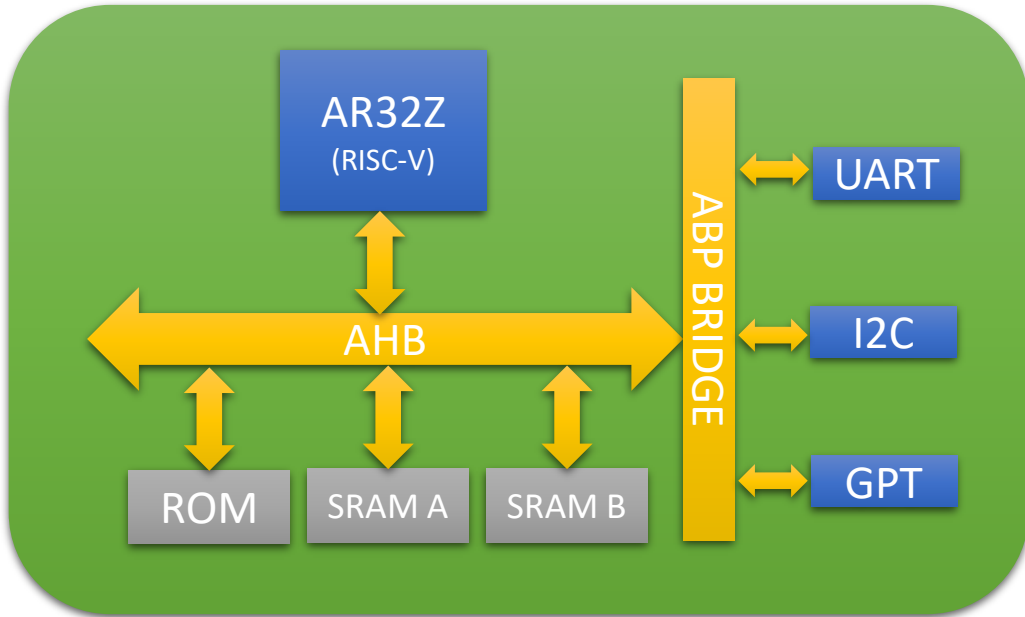 AR32Z
(RISC-V)
AHB
ROM
SRAM A
SRAM B
ABP BRIDGE
UART
I2C
GPT